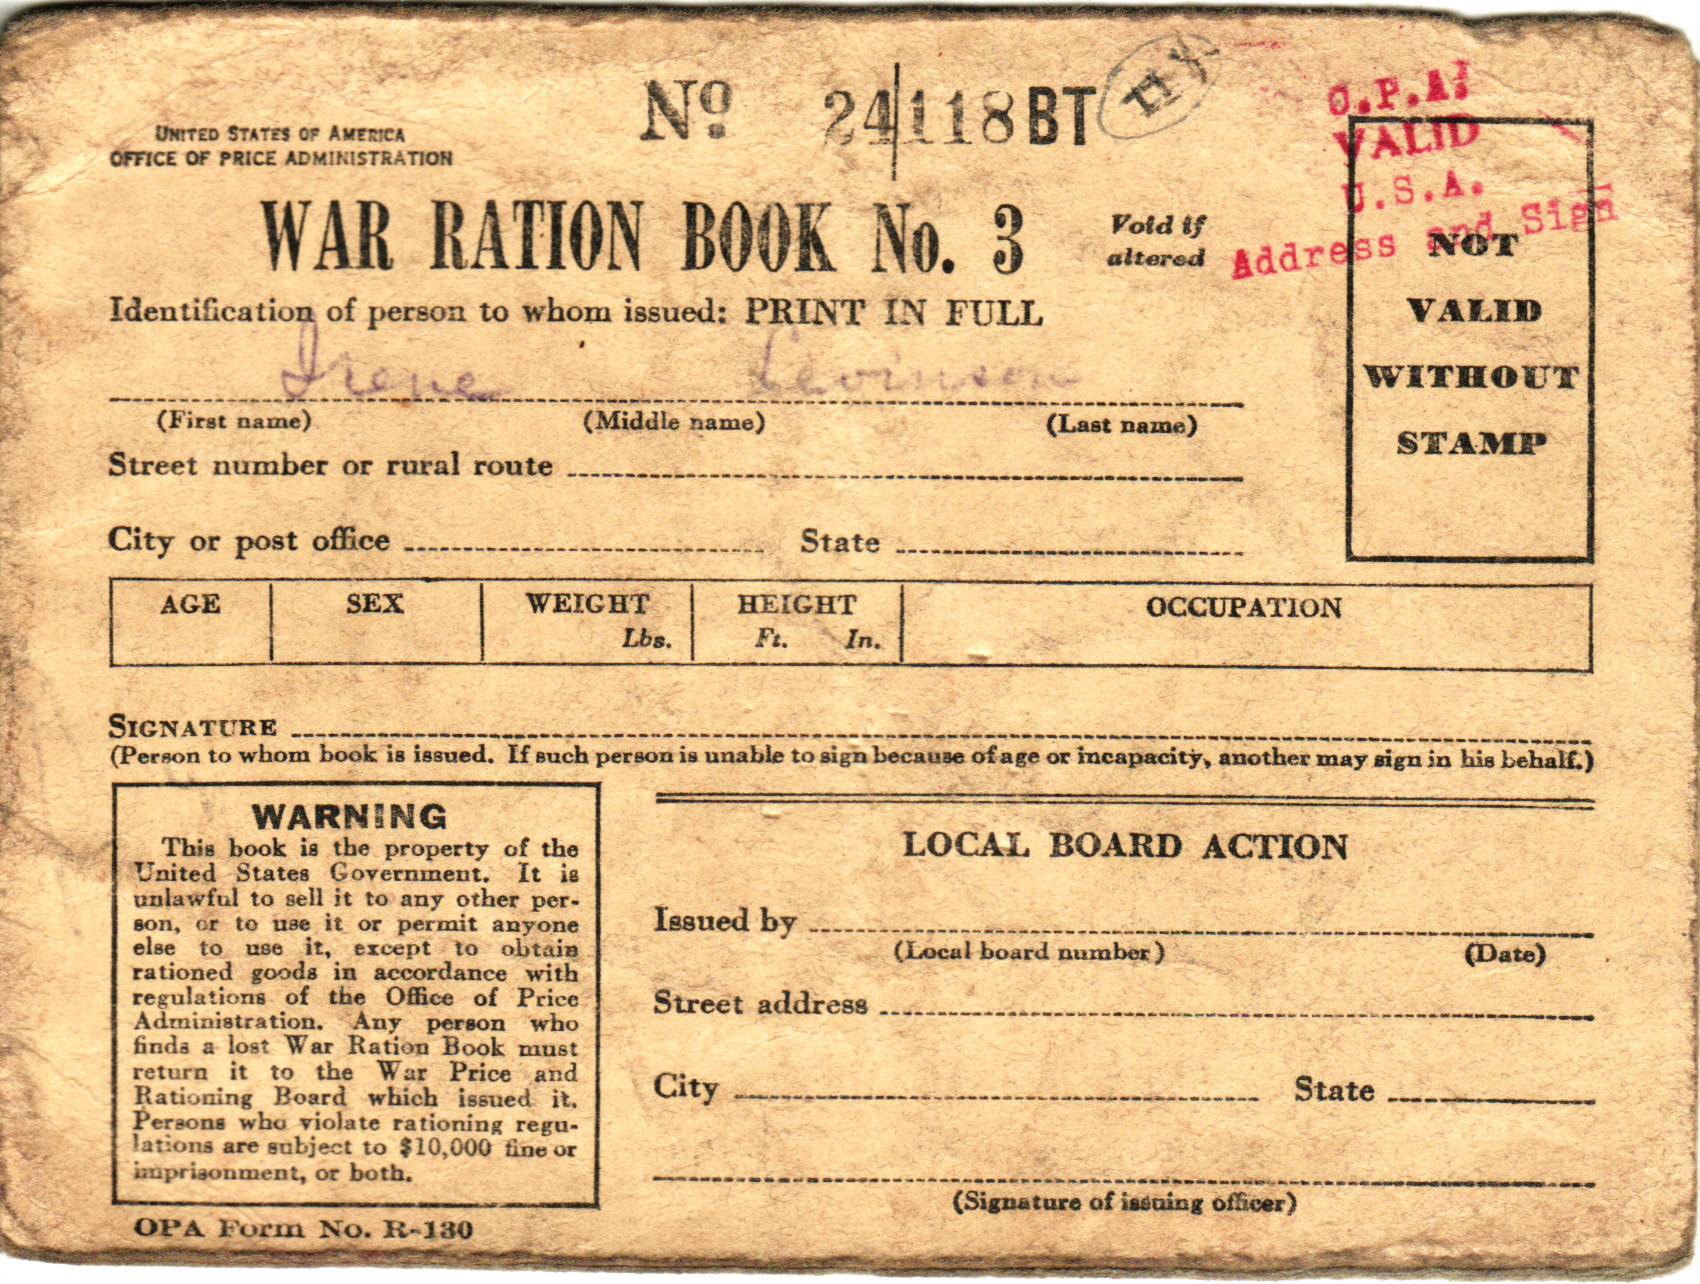 No 24118BT
UNITED STATES OF AMERICA
OFFICE OF PRICE ADMINISTRATION
O.P.A.
VALID
U.S.A.
Address and Sign
WAR RATION BOOK No. 3
Void if
altered
NOT
VALID
WITHOUT
STAMP
Identification of person to whom issued: PRINT IN FULL
Irene Levinson
(First name) (Middle name) (Last name)
Street number or rural route
City or post office State
AGE SEX WEIGHT HEIGHT OCCUPATION
Lbs. Ft. In.
SIGNATURE
(Person to whom book is issued. If such person is unable to sign because of age or incapacity, another may sign in his behalf.)
WARNING
This book is the property of the
United States Government. It is
unlawful to sell it to any other per-
son, or to use it or permit anyone
else to use it, except to obtain
rationed goods in accordance with
regulations of the Office of Price
Administration. Any person who
finds a lost War Ration Book must
return it to the War Price and
Rationing Board which issued it.
Persons who violate rationing regu-
lations are subject to $10,000 fine or
imprisonment, or both.
OPA Form No. R-130
LOCAL BOARD ACTION
Issued by
(Local board number) (Date)
Street address
City State
(Signature of issuing officer)